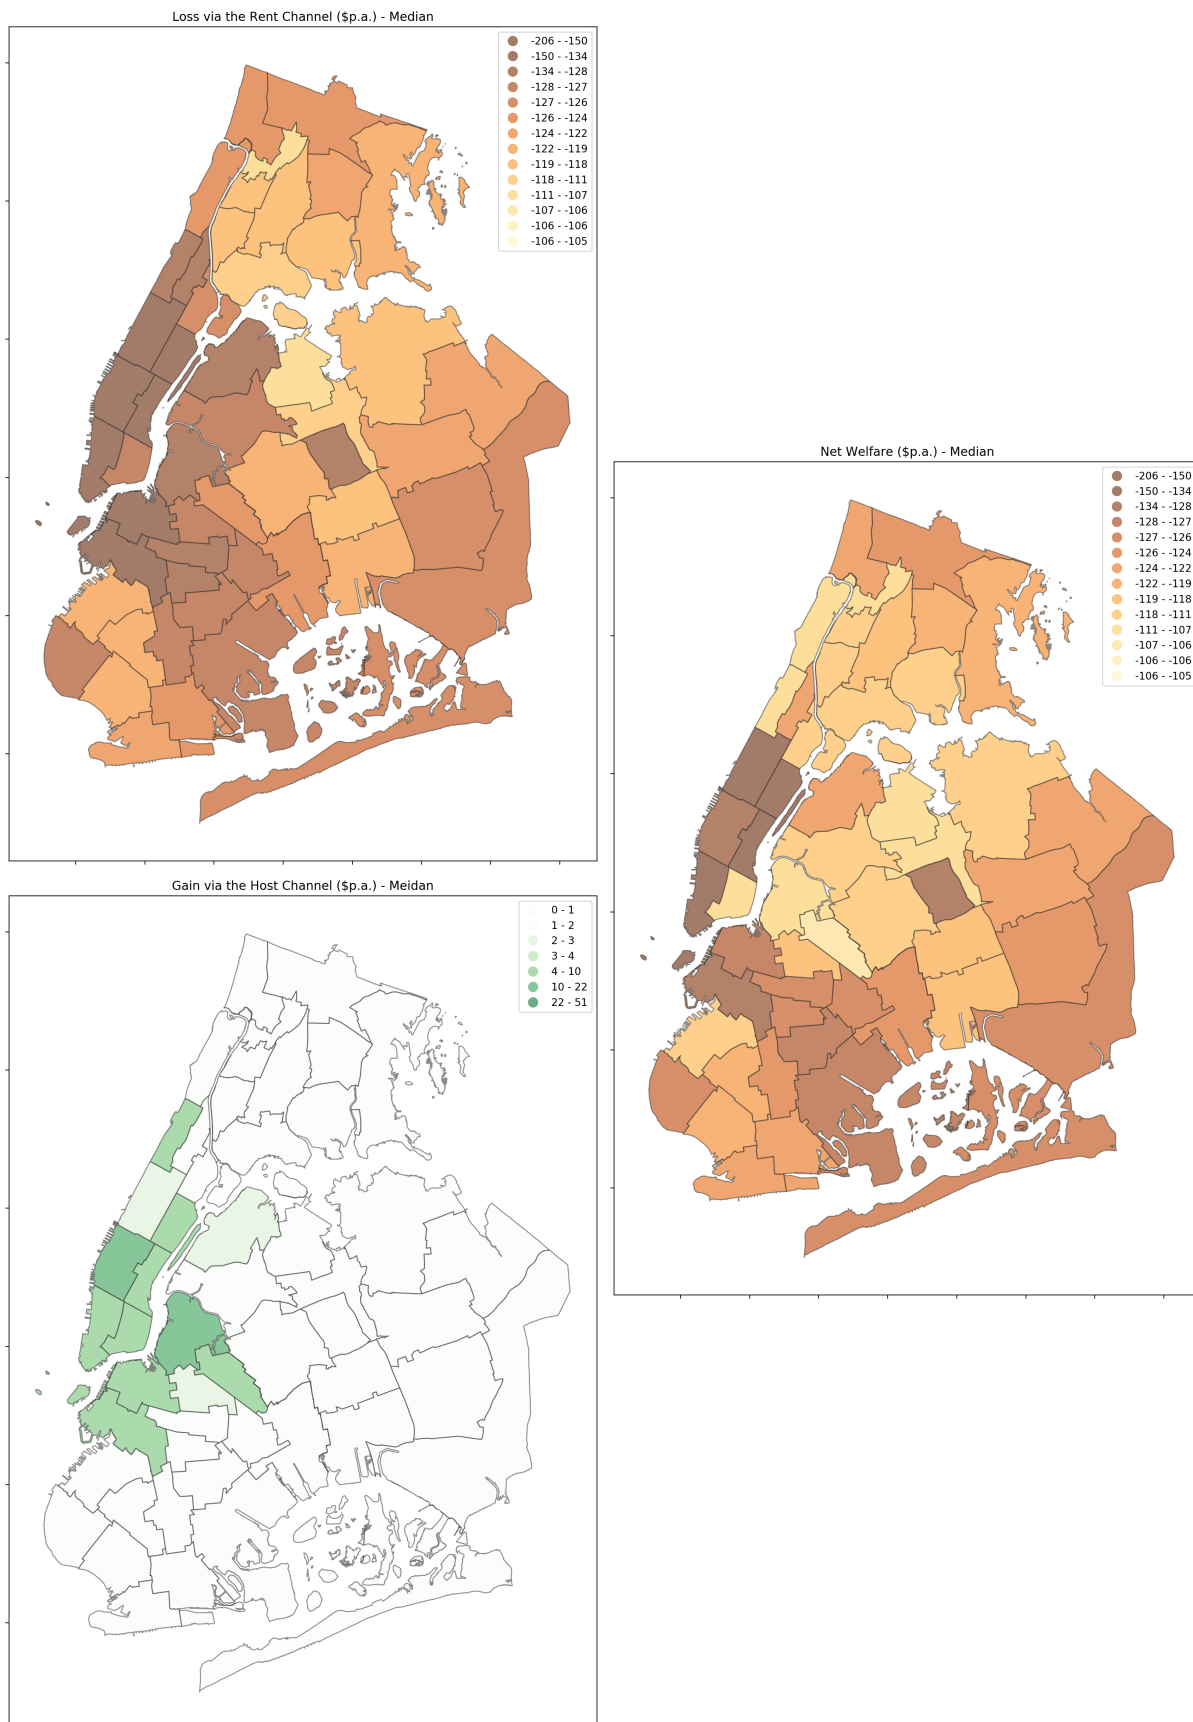 Loss via the Rent Channel ($p.a.) - Median
-206 - -150
-150 - -134
-134 - -128
-128 - -127
-127 - -126
-126 - -124
-124 - -122
-122 - -119
-119 - -118
-118 - -111
-111 - -107
-107 - -106
-106 - -106
-106 - -105
Net Welfare ($p.a.) - Median
-206 - -150
-150 - -134
-134 - -128
-128 - -127
-127 - -126
-126 - -124
-124 - -122
-122 - -119
-119 - -118
-118 - -111
-111 - -107
-107 - -106
-106 - -106
-106 - -105
Gain via the Host Channel ($p.a.) - Meidan
0 - 1
1 - 2
2 - 3
3 - 4
4 - 10
10 - 22
22 - 51